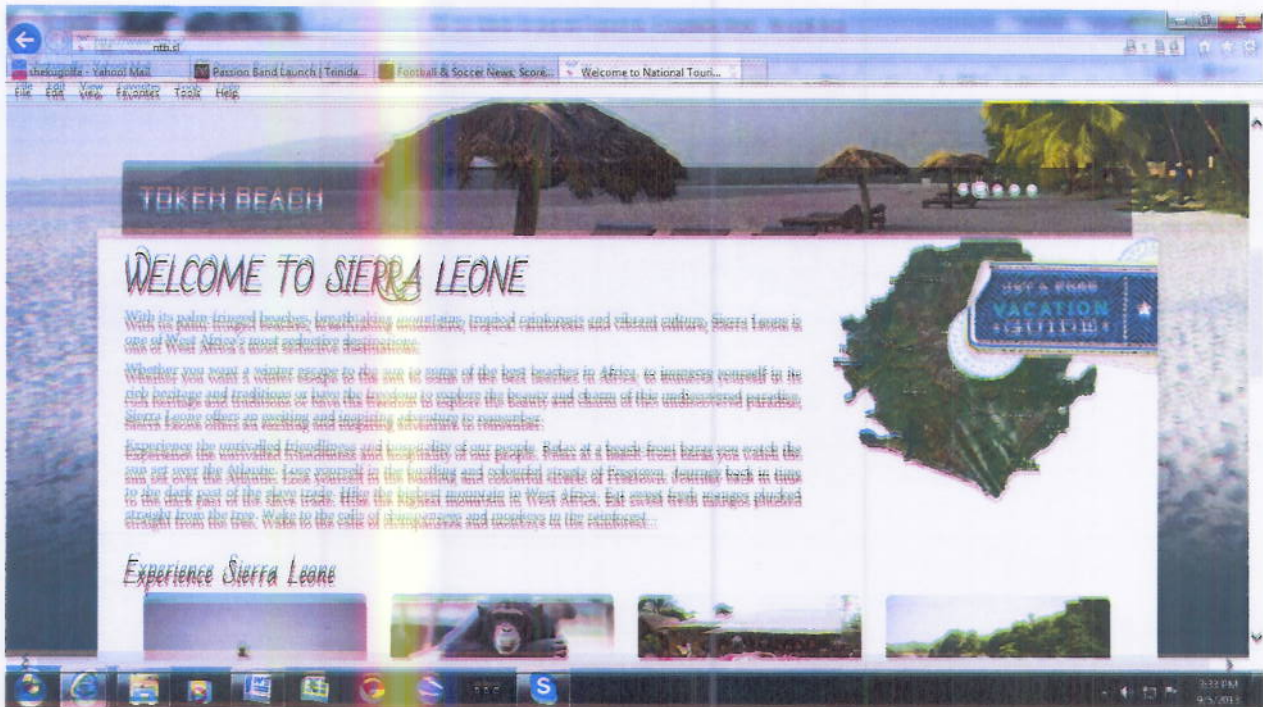 ntb.sl
shekugolfa - Yahoo! Mail
Passion Band Launch | Trinida...
Football & Soccer News, Score...
Welcome to National Touri...
File Edit View Favorites Tools Help
TOKEH BEACH
WELCOME TO SIERRA LEONE
With its palm fringed beaches, breathtaking mountains, tropical rainforests and vibrant culture, Sierra Leone is
one of West Africa's most seductive destinations.
Whether you want a winter escape to the sun to some of the best beaches in Africa, to immerse yourself in its
rich heritage and traditions or have the freedom to explore the beauty and charm of this undiscovered paradise,
Sierra Leone offers an exciting and inspiring adventure to remember.
Experience the unrivalled friendliness and hospitality of our people. Relax at a beach front bar as you watch the
sun set over the Atlantic. Lose yourself in the bustling and colourful streets of Freetown. Journey back in time
to the dark past of the slave trade. Hike the highest mountain in West Africa. Eat sweet fresh mangos plucked
straight from the tree. Wake to the calls of chimpanzees and monkeys in the rainforest.
VACATION
GUIDE
Experience Sierra Leone
S
3:33 PM
9/5/2013